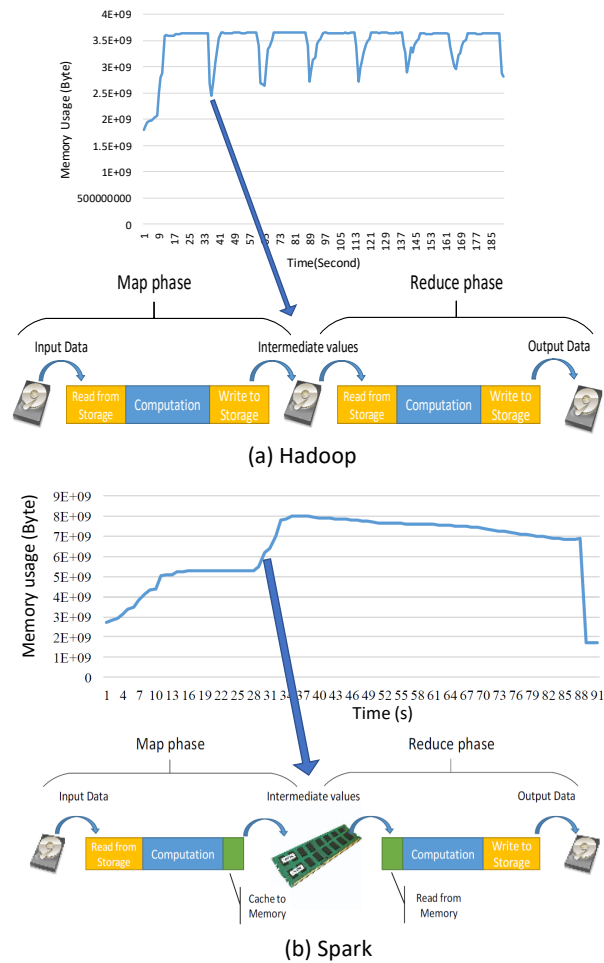 4E+09
3.5E+09
3E+09
2.5E+09
2E+09
1.5E+09
1E+09
500000000
0
Memory Usage (Byte)
1 9 17 25 33 41 49 57 65 73 81 89 97 105 113 121 129 137 145 153 161 169 177 185
Time(Second)
Map phase
Reduce phase
Input Data
Intermediate values
Output Data
Read from Storage
Computation
Write to Storage
Read from Storage
Computation
Write to Storage
(a) Hadoop
9E+09
8E+09
7E+09
6E+09
5E+09
4E+09
3E+09
2E+09
1E+09
0
Memory usage (Byte)
1 4 7 10 13 16 19 22 25 28 31 34 37 40 43 46 49 52 55 58 61 64 67 70 73 76 79 82 85 88 91
Time (s)
Map phase
Reduce phase
Input Data
Intermediate values
Output Data
Read from Storage
Computation
Computation
Write to Storage
Cache to Memory
Read from Memory
(b) Spark